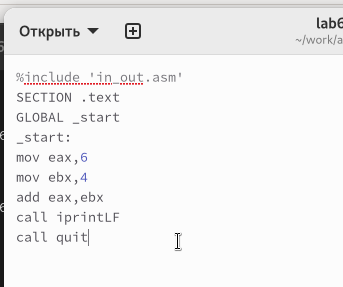 Открыть
lab6
~/work/a
%include 'in_out.asm'
SECTION .text
GLOBAL _start
_start:
mov eax,6
mov ebx,4
add eax,ebx
call iprintLF
call quit